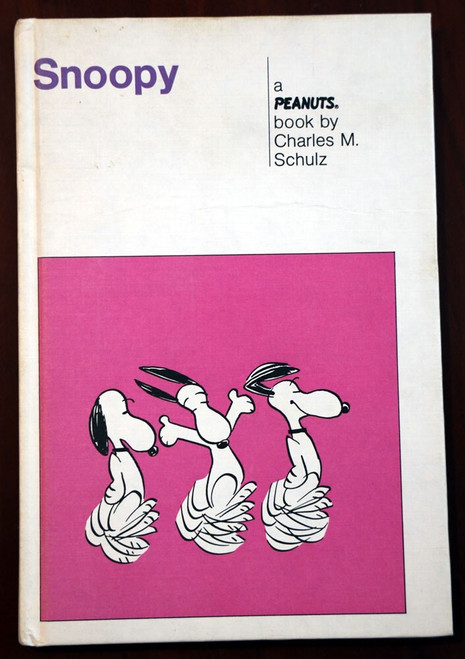 Snoopy
a
PEANUTS®
book by
Charles M.
Schulz